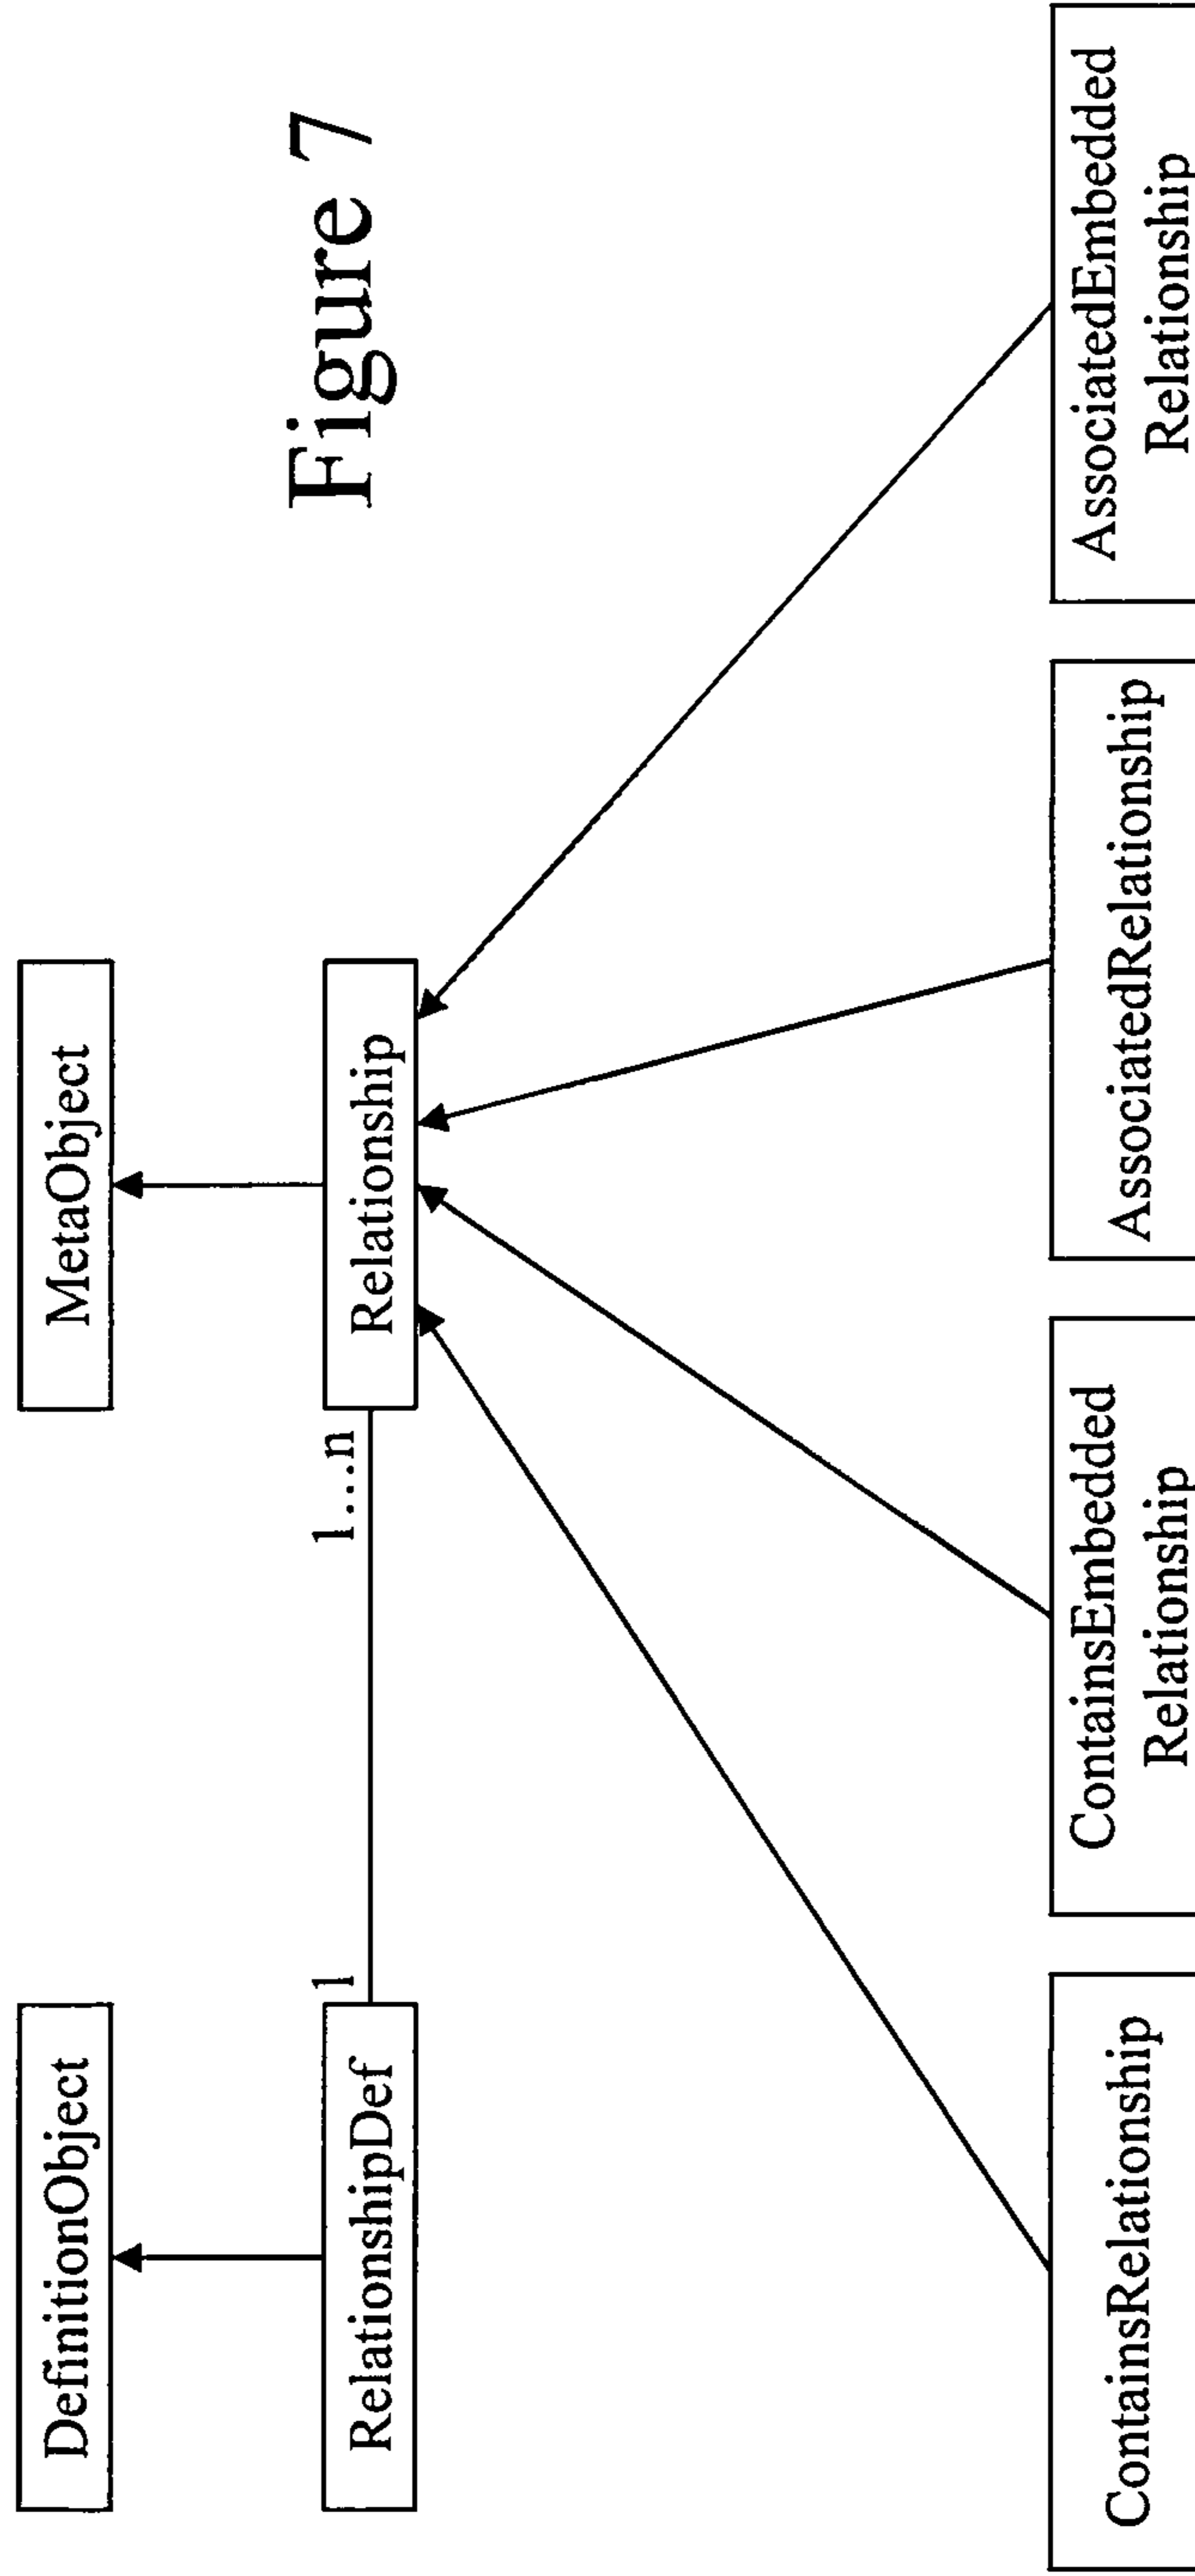 Figure 7
DefinitionObject
MetaObject
RelationshipDef
1
1...n
Relationship
ContainsRelationship
ContainsEmbedded
Relationship
AssociatedRelationship
AssociatedEmbedded
Relationship